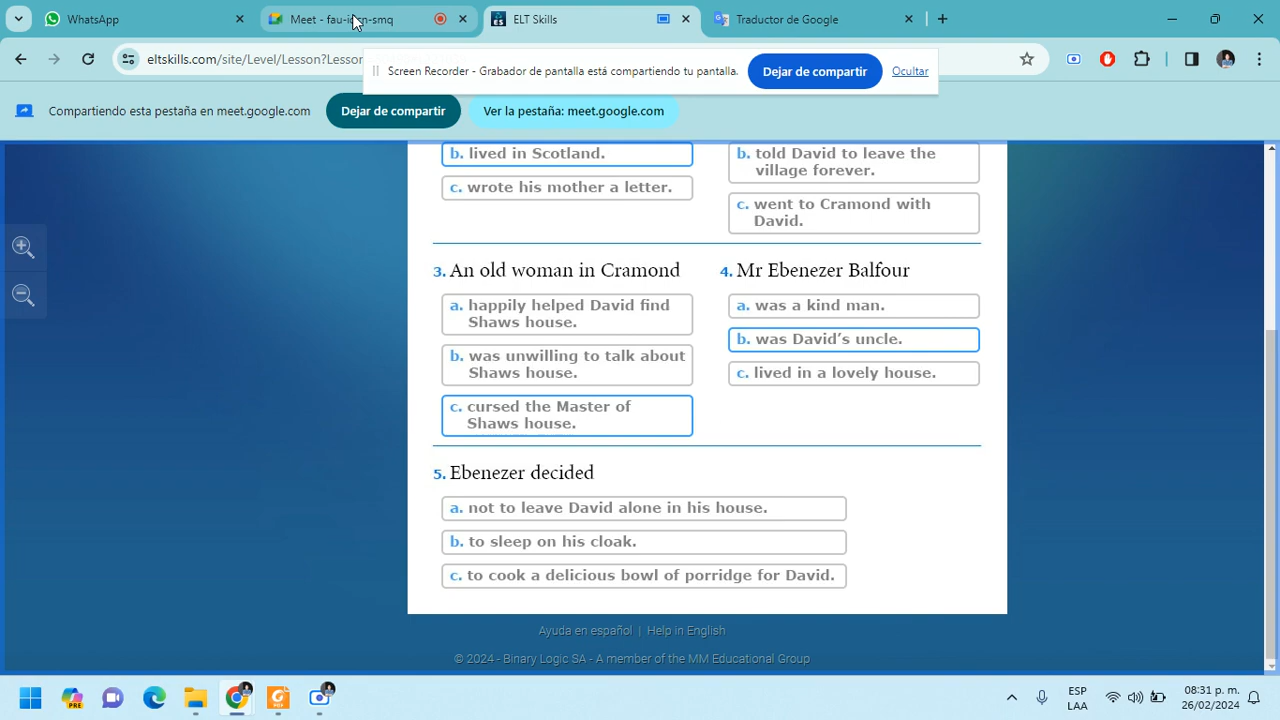 WhatsApp
Meet - fau-i
n-smq
ELT Skills
Traductor de Google
eltskills.com/site/Level/Lesson?Lesson
Screen Recorder - Grabador de pantalla está compartiendo tu pantalla.
Dejar de compartir
Ocultar
Compartiendo esta pestaña en meet.google.com
Dejar de compartir
Ver la pestaña: meet.google.com
b. lived in Scotland.
c. wrote his mother a letter.
b. told David to leave the
village forever.
c. went to Cramond with
David.
3. An old woman in Cramond
a. happily helped David find
Shaws house.
b. was unwilling to talk about
Shaws house.
c. cursed the Master of
Shaws house.
4. Mr Ebenezer Balfour
a. was a kind man.
b. was David’s uncle.
c. lived in a lovely house.
5. Ebenezer decided
a. not to leave David alone in his house.
b. to sleep on his cloak.
c. to cook a delicious bowl of porridge for David.
Ayuda en español | Help in English
© 2024 - Binary Logic SA - A member of the MM Educational Group
PRE
ESP
LAA
08:31 p. m.
26/02/2024